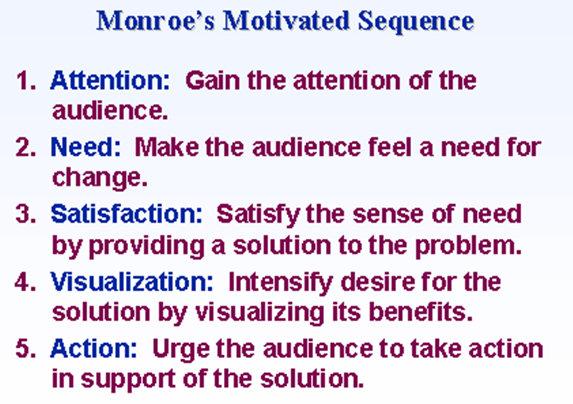 Monroe's Motivated Sequence
1. Attention: Gain the attention of the
audience.
2. Need: Make the audience feel a need for
change.
3. Satisfaction: Satisfy the sense of need
by providing a solution to the problem.
4. Visualization: Intensify desire for the
solution by visualizing its benefits.
5. Action: Urge the audience to take action
in support of the solution.